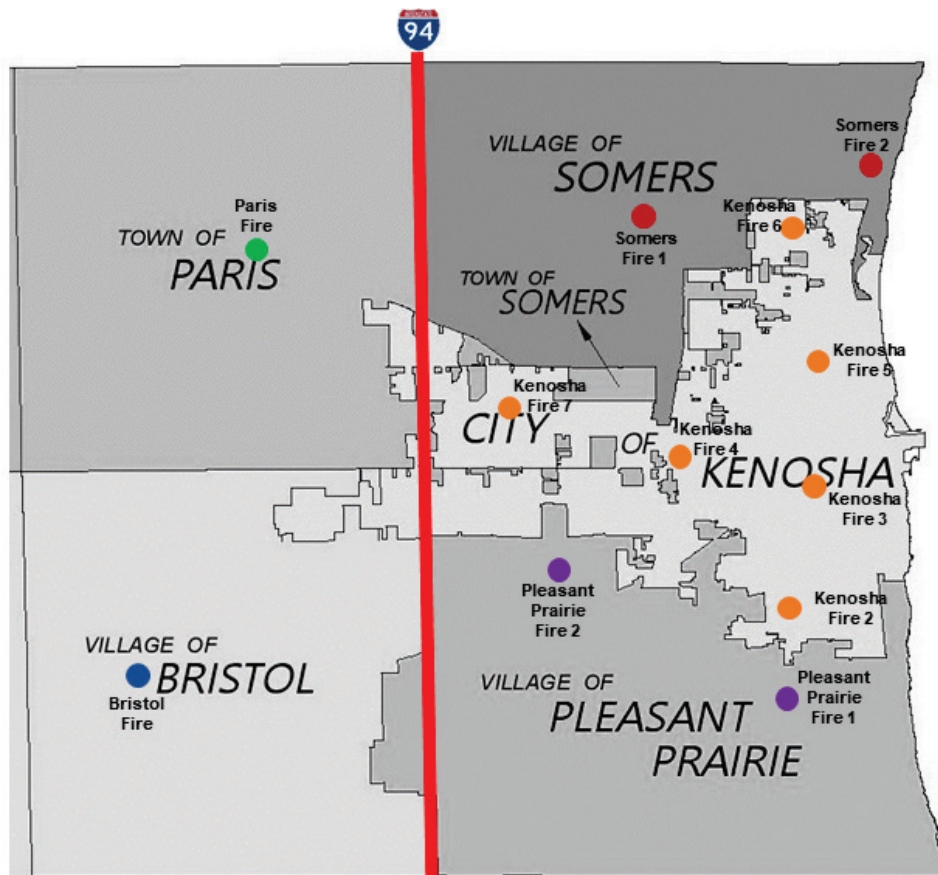 INTERSTATE
94
VILLAGE OF
SOMERS
Somers
Fire 2
Paris
Fire
TOWN OF
PARIS
Kenosha
Fire 6
Somers
Fire 1
TOWN OF
SOMERS
Kenosha
Fire 5
Kenosha
Fire 7
CITY
OF
Kenosha
Fire 4
KENOSHA
Kenosha
Fire 3
Pleasant
Prairie
Fire 2
Kenosha
Fire 2
VILLAGE OF
BRISTOL
Bristol
Fire
VILLAGE OF
PLEASANT
PRAIRIE
Pleasant
Prairie
Fire 1